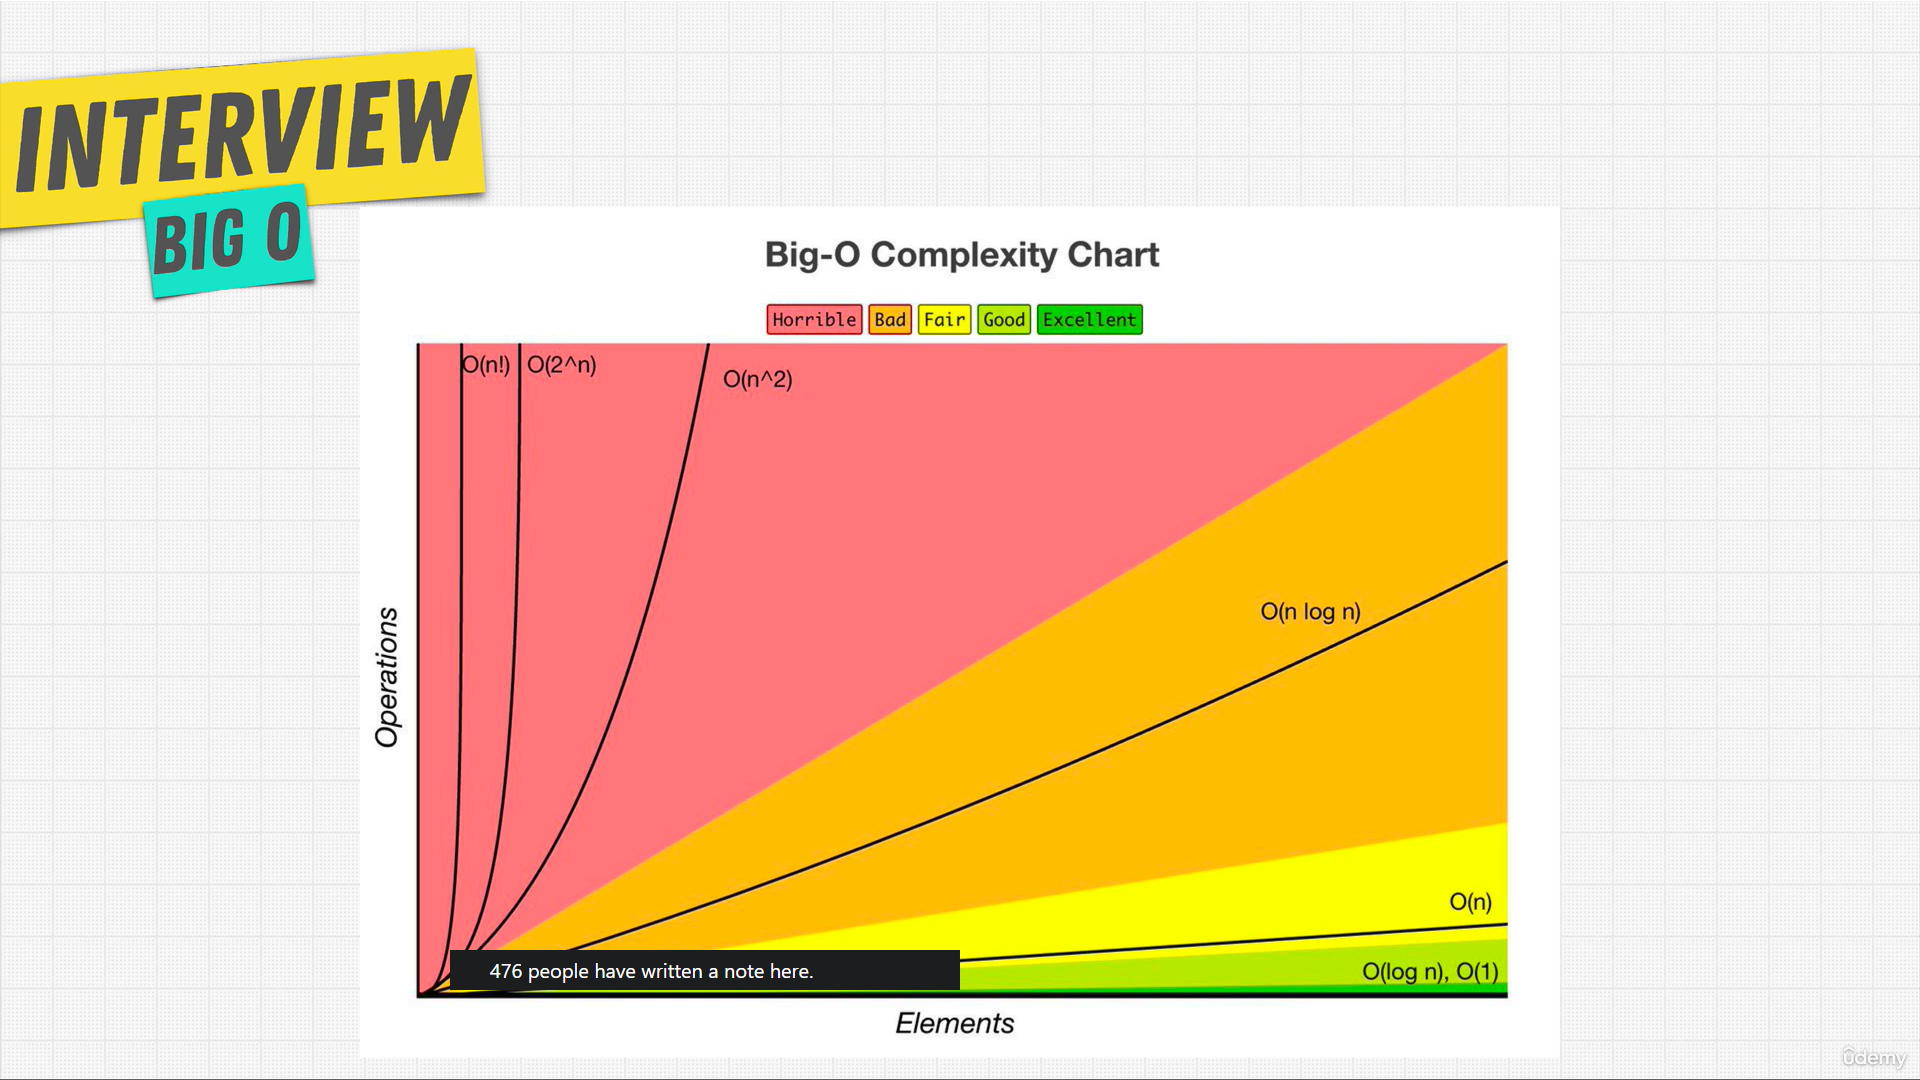 INTERVIEW
BIG O
Big-O Complexity Chart
Horrible Bad Fair Good Excellent
O(n!) O(2^n)
O(n^2)
O(n log n)
O(n)
O(log n), O(1)
Operations
476 people have written a note here.
Elements
ûdemy